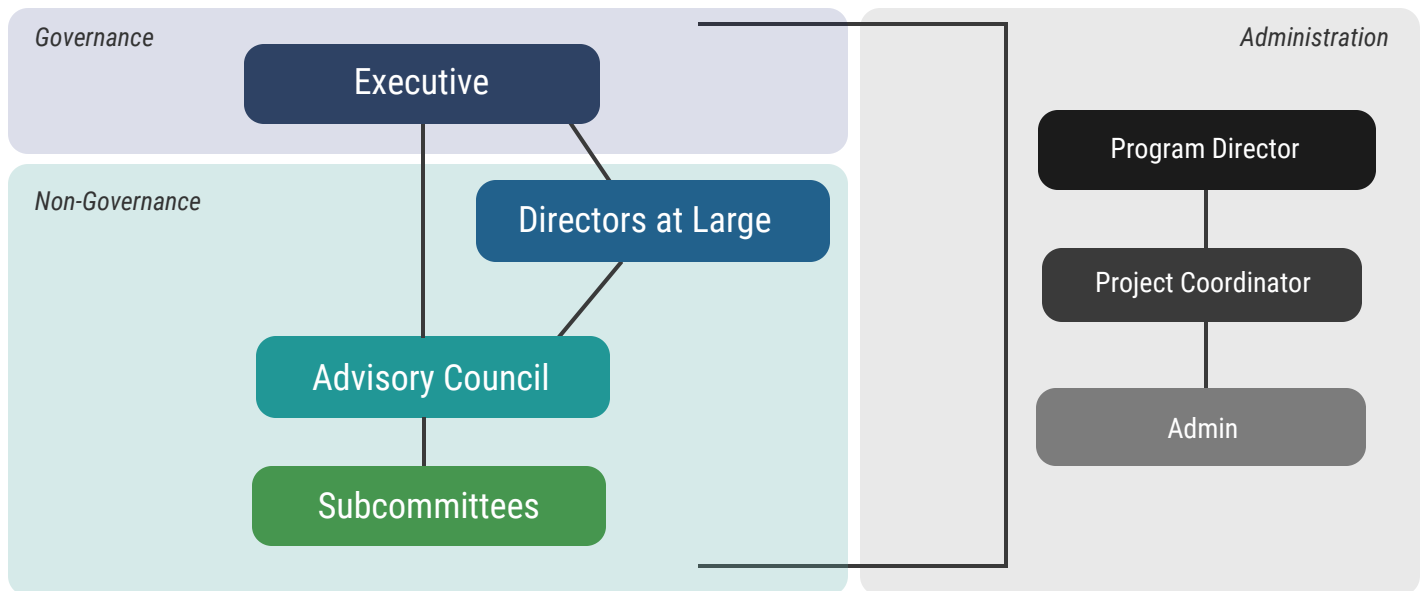 Governance
Executive
Non-Governance
Directors at Large
Advisory Council
Subcommittees
Administration
Program Director
Project Coordinator
Admin